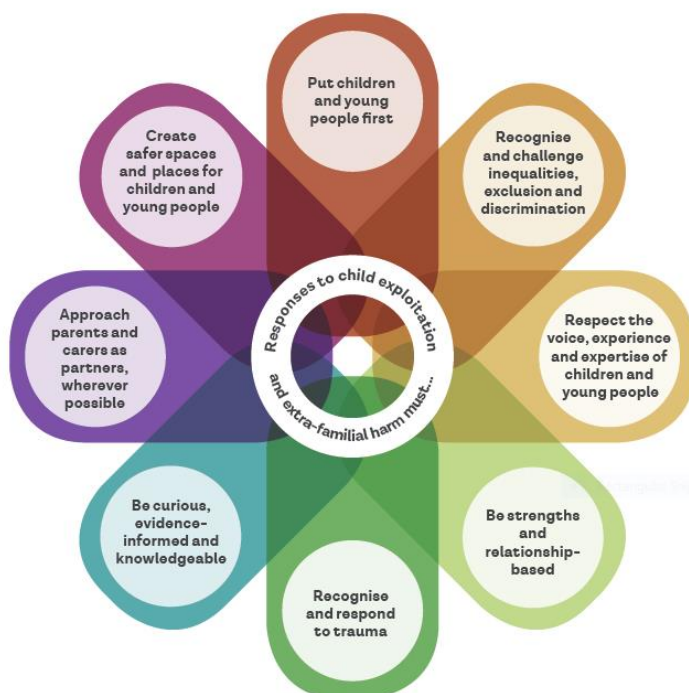 Put children
and young
people first
Recognise
and challenge
inequalities,
exclusion and
discrimination
Respect the
voice, experience
and expertise of
children and
young people
Be strengths
and
relationship-
based
Recognise
and respond
to trauma
Be curious,
evidence-
informed and
knowledgeable
Approach
parents and
carers as
partners,
wherever
possible
Create
safer spaces
and places for
children and
young people
Responses to child exploitation
and extra-familial harm must...